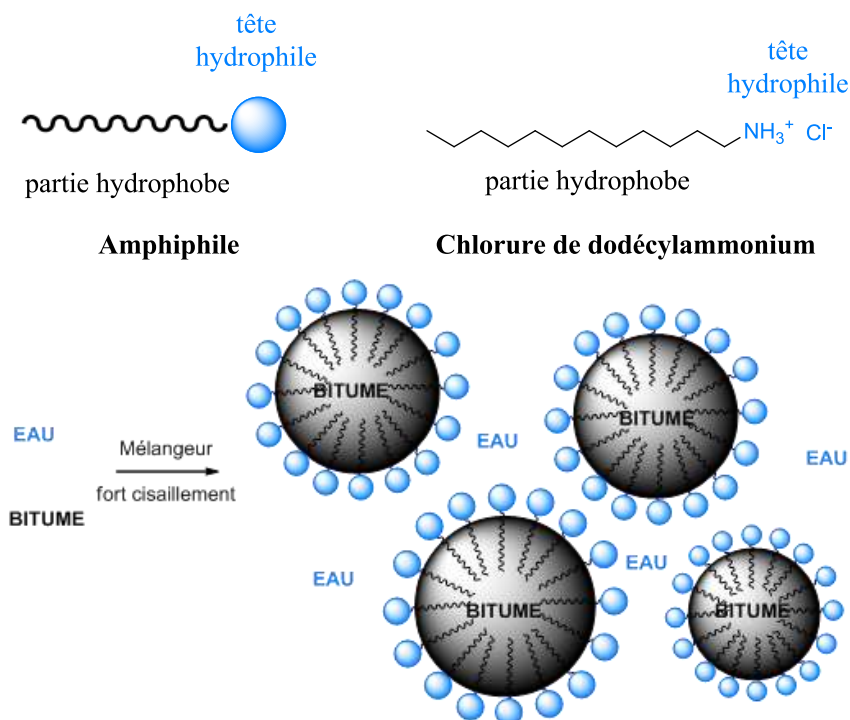 tête
hydrophile
partie hydrophobe
Amphiphile
tête
hydrophile
NH₃⁺ Cl⁻
partie hydrophobe
Chlorure de dodécylammonium
EAU
BITUME
Mélangeur
fort cisaillement
BITUME
EAU
BITUME
EAU
EAU
BITUME
EAU
BITUME